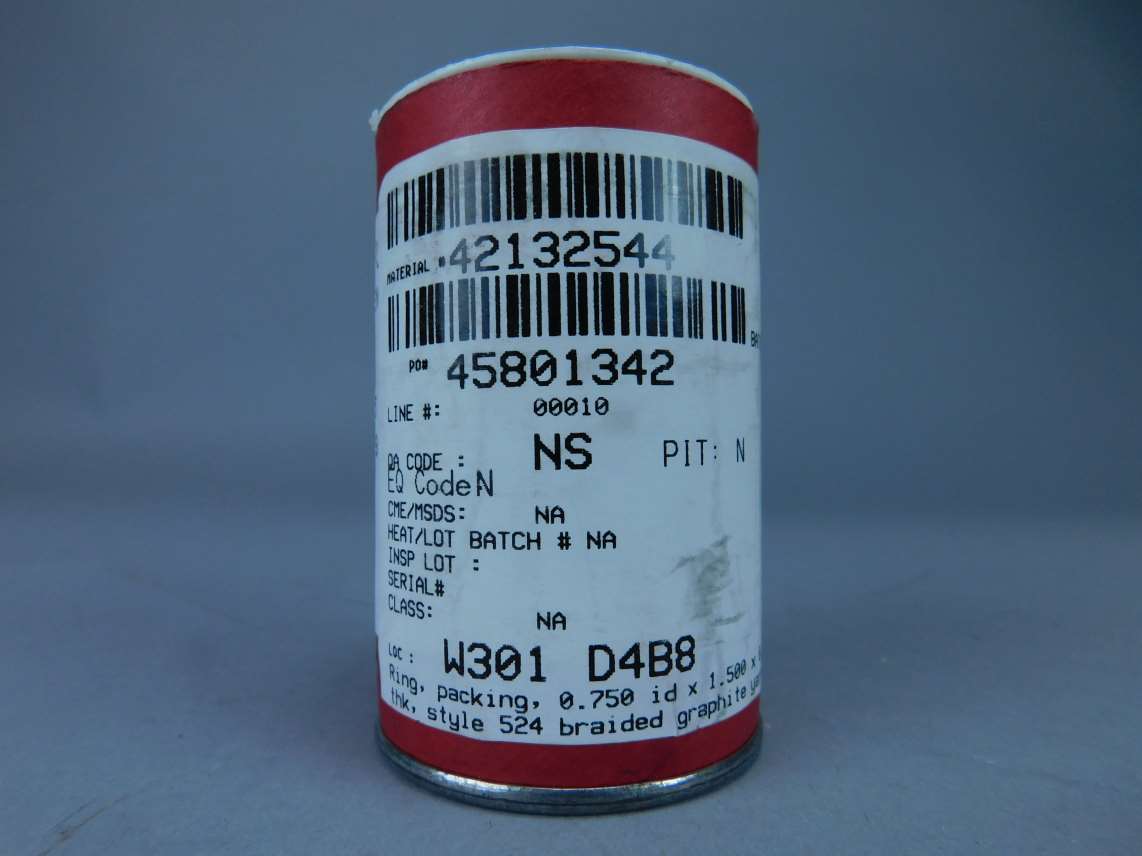 MATERIAL # 42132544
PO# 45801342
LINE #: 00010
QA CODE : NS PIT: N
EQ Code N
CME/MSDS: NA
HEAT/LOT BATCH # NA
INSP LOT :
SERIAL#
CLASS: NA
LOC: W301 D4B8
Ring, packing, 0.750 id x 1.500 x
thk, style 524 braided graphite